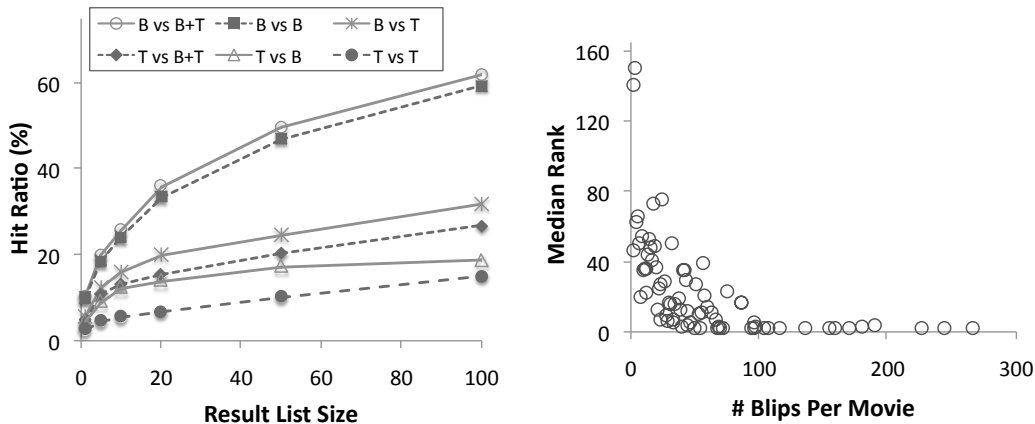 B vs B+T
B vs B
B vs T
T vs B+T
T vs B
T vs T
60
40
20
0
0
20
40
60
80
100
Hit Ratio (%)
Result List Size
160
120
80
40
0
0
100
200
300
Median Rank
# Blips Per Movie